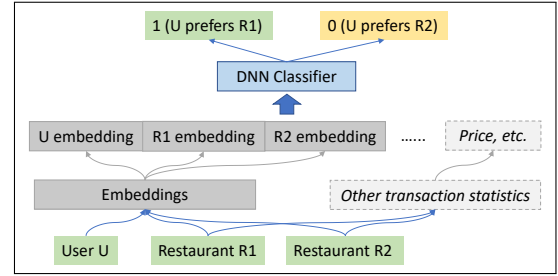 1 (U prefers R1) 0 (U prefers R2)
DNN Classifier
U embedding R1 embedding R2 embedding ...... Price, etc.
Embeddings Other transaction statistics
User U Restaurant R1 Restaurant R2